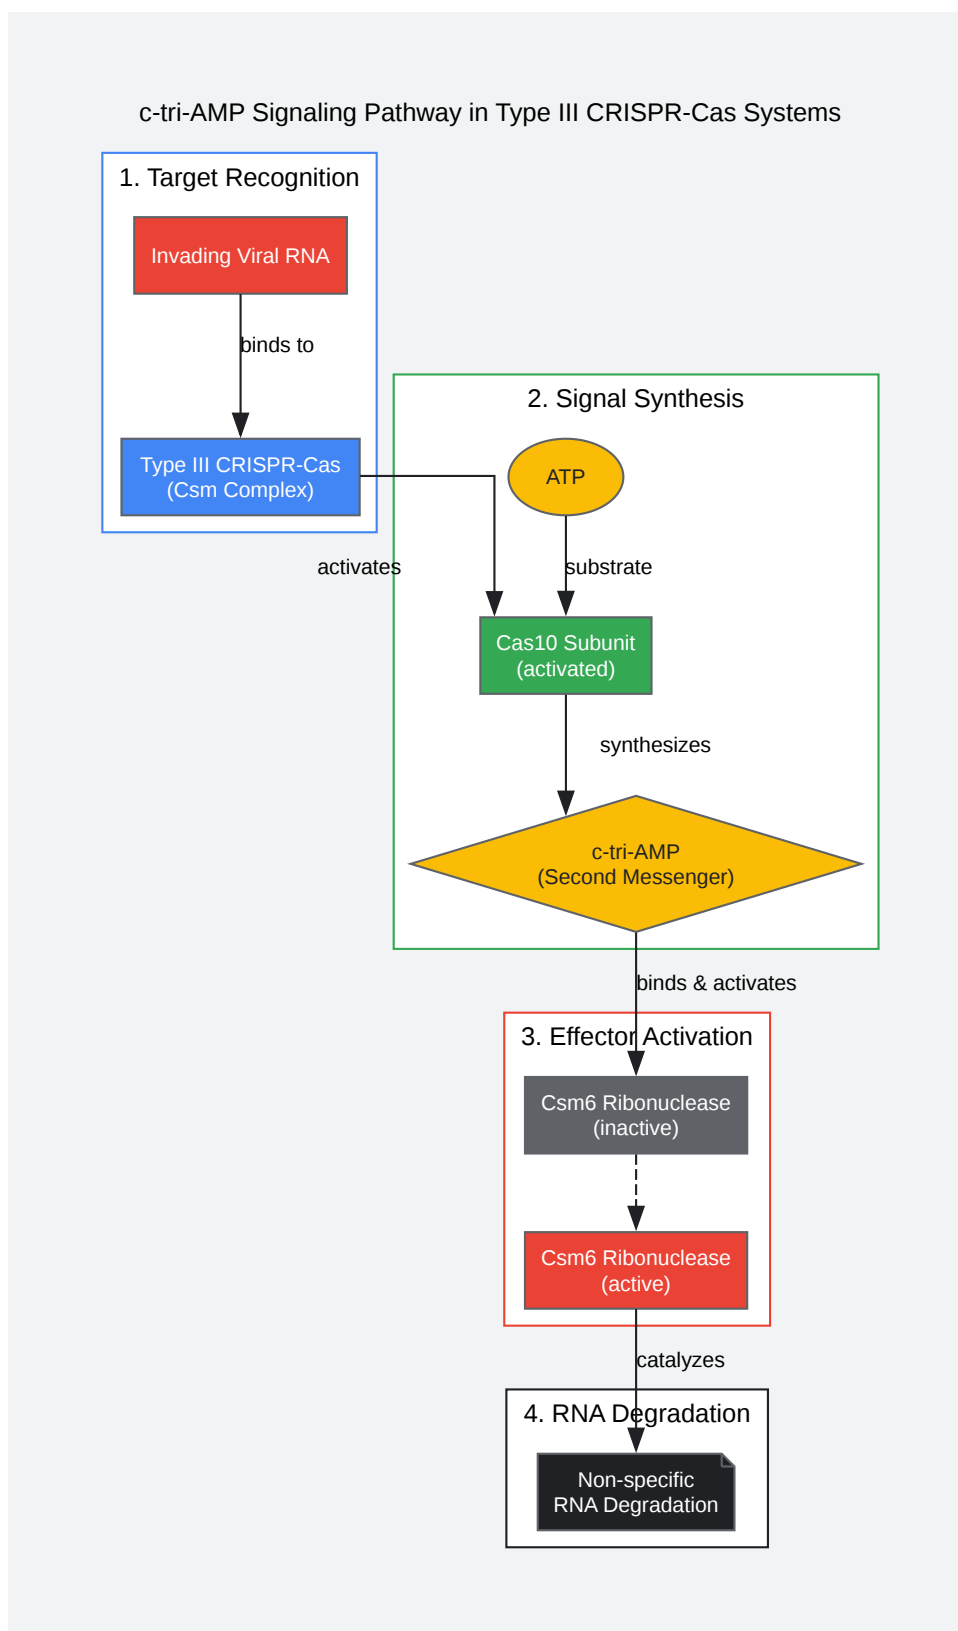 c-tri-AMP Signaling Pathway in Type III CRISPR-Cas Systems
1. Target Recognition
Invading Viral RNA
binds to
Type III CRISPR-Cas
(Csm Complex)
activates
2. Signal Synthesis
ATP
substrate
Cas10 Subunit
(activated)
synthesizes
c-tri-AMP
(Second Messenger)
binds & activates
3. Effector Activation
Csm6 Ribonuclease
(inactive)
Csm6 Ribonuclease
(active)
catalyzes
4. RNA Degradation
Non-specific
RNA Degradation